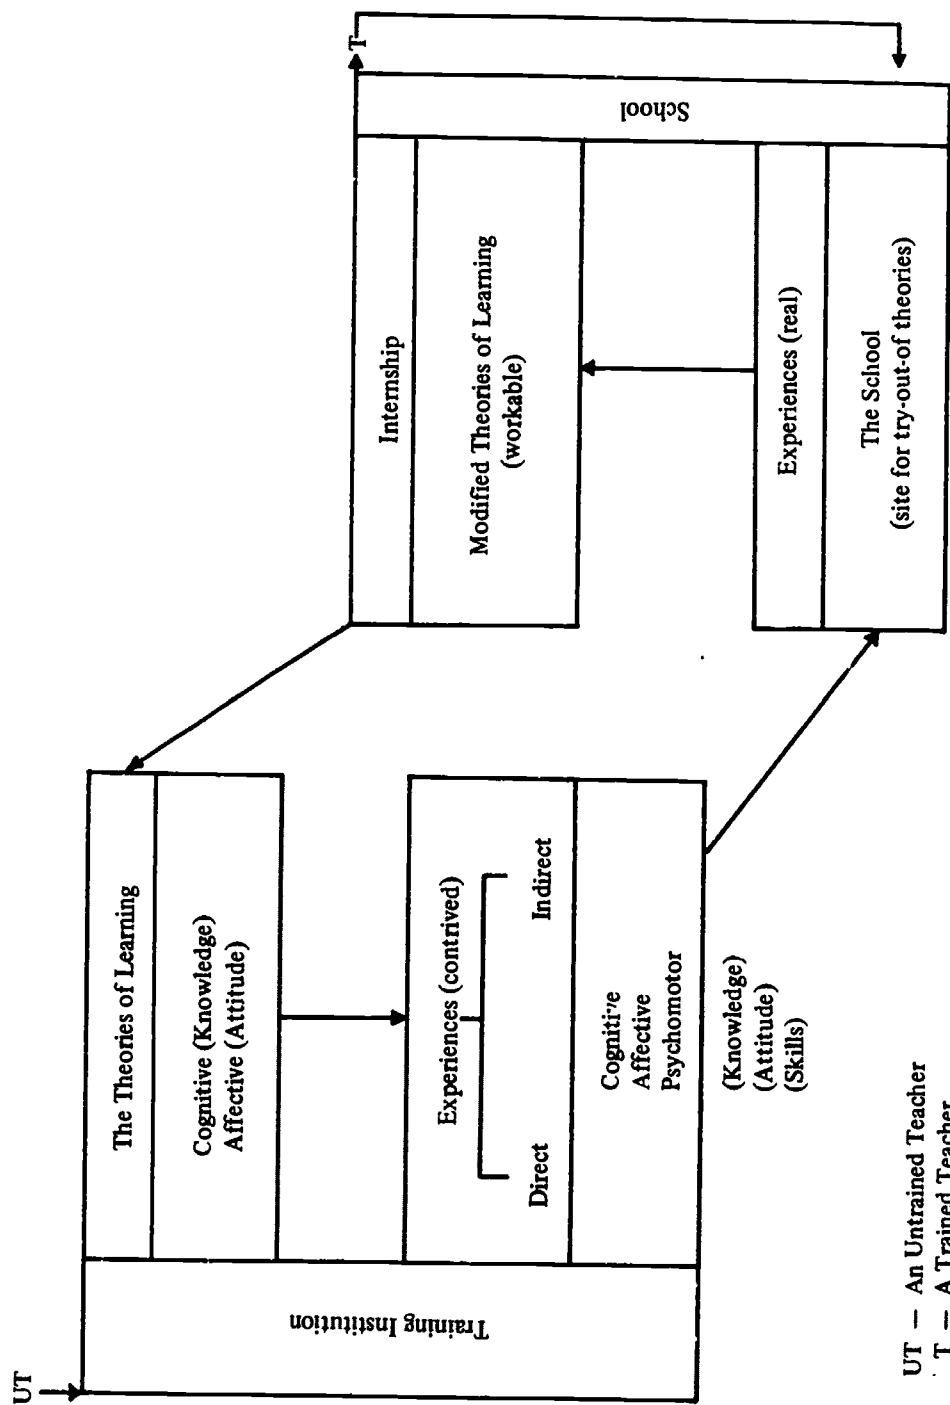 UT
Training Institution
The Theories of Learning
Cognitive (Knowledge)
Affective (Attitude)
Experiences (contrived)
Direct
Indirect
Cognitive
Affective
Psychomotor
(Knowledge)
(Attitude)
(Skills)
T
School
Internship
Modified Theories of Learning
(workable)
Experiences (real)
The School
(site for try-out-of theories)
UT — An Untrained Teacher
T — A Trained Teacher